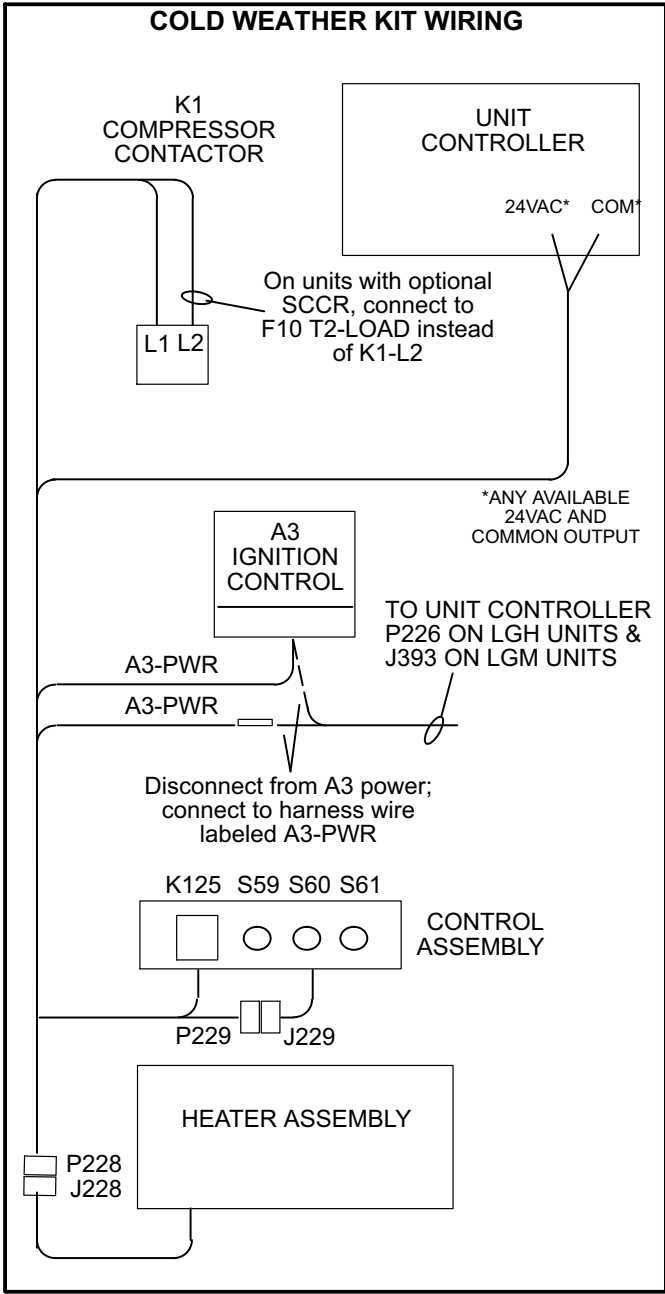 COLD WEATHER KIT WIRING
K1
COMPRESSOR
CONTACTOR
UNIT
CONTROLLER
24VAC* COM*
On units with optional
SCCR, connect to
F10 T2-LOAD instead
of K1-L2
L1 L2
*ANY AVAILABLE
24VAC AND
COMMON OUTPUT
A3
IGNITION
CONTROL
TO UNIT CONTROLLER
P226 ON LGH UNITS &
J393 ON LGM UNITS
A3-PWR
A3-PWR
Disconnect from A3 power;
connect to harness wire
labeled A3-PWR
K125 S59 S60 S61
CONTROL
ASSEMBLY
P229 J229
HEATER ASSEMBLY
P228
J228